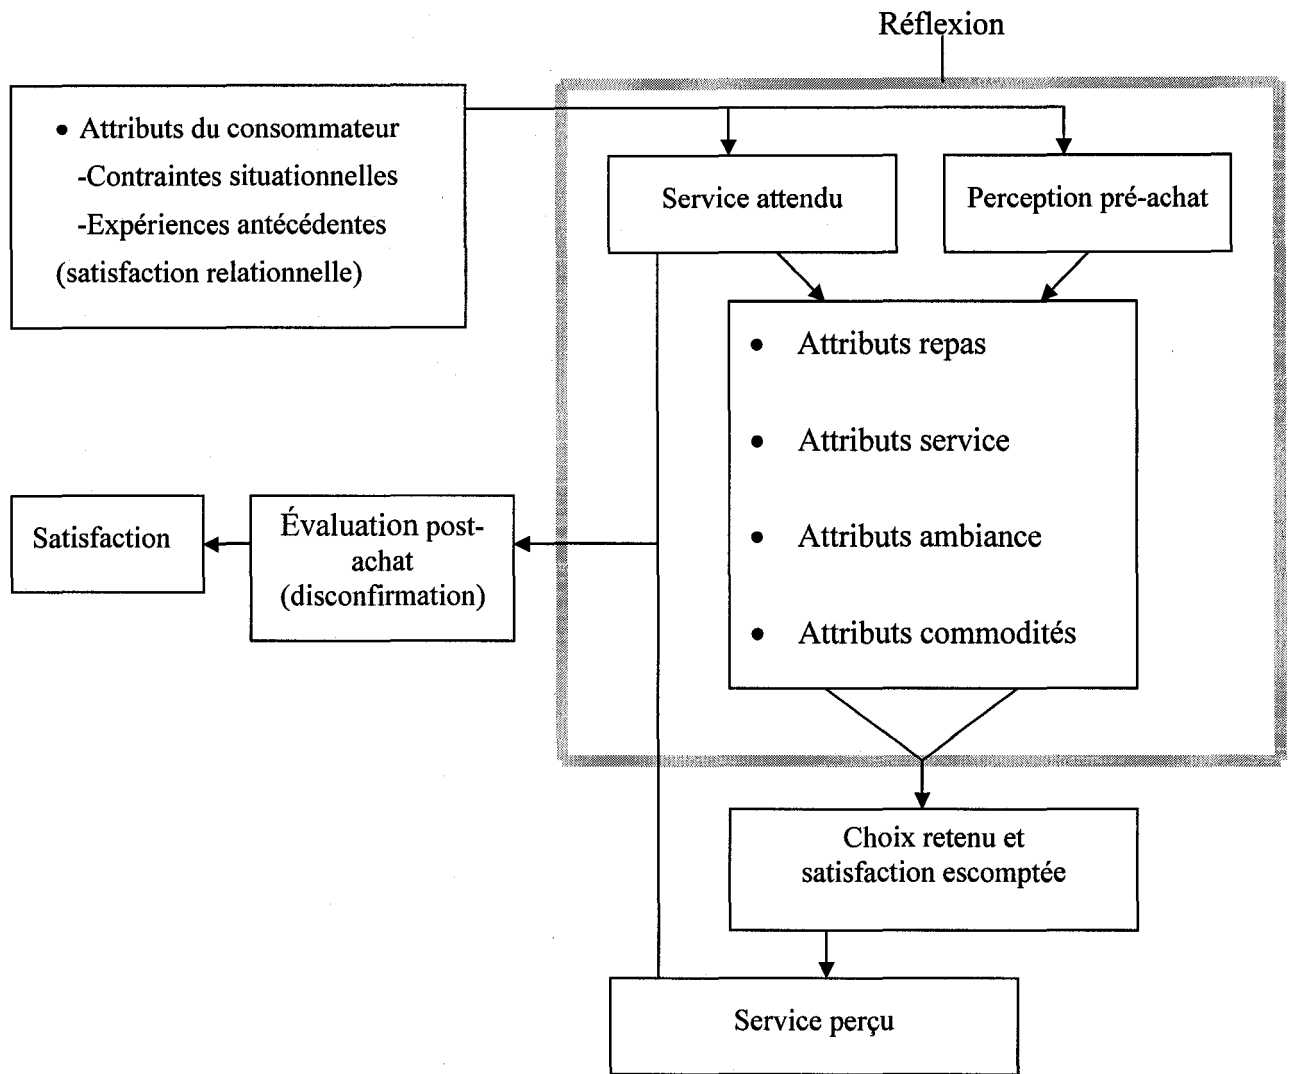 Réflexion
• Attributs du consommateur
-Contraintes situationnelles
-Expériences antécédentes
(satisfaction relationnelle)
Service attendu
Perception pré-achat
• Attributs repas
• Attributs service
• Attributs ambiance
• Attributs commodités
Satisfaction
Évaluation post-
achat
(disconfirmation)
Choix retenu et
satisfaction escomptée
Service perçu